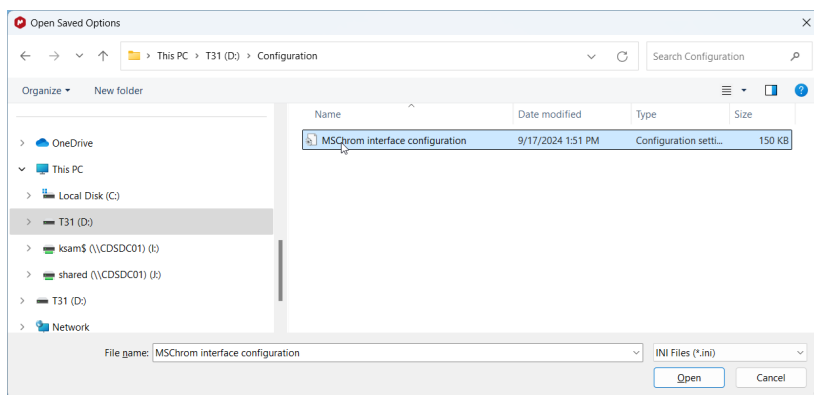 Open Saved Options
This PC > T31 (D:) > Configuration
Search Configuration
Organize
New folder
Name Date modified Type Size
OneDrive
This PC
Local Disk (C:)
T31 (D:)
ksam$ (\\CDSDC01) (I:)
shared (\\CDSDC01) (J:)
T31 (D:)
Network
MSChrom interface configuration 9/17/2024 1:51 PM Configuration setti... 150 KB
File name: MSChrom interface configuration
INI Files (*.ini)
Open
Cancel